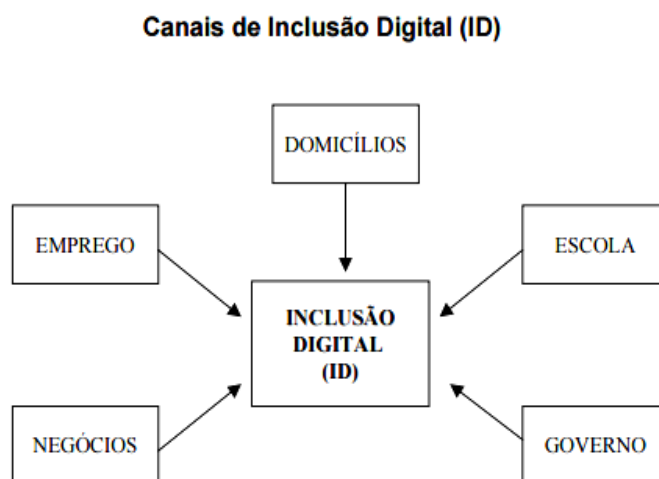 Canais de Inclusão Digital (ID)
DOMICÍLIOS
EMPREGO
ESCOLA
INCLUSÃO
DIGITAL
(ID)
NEGÓCIOS
GOVERNO